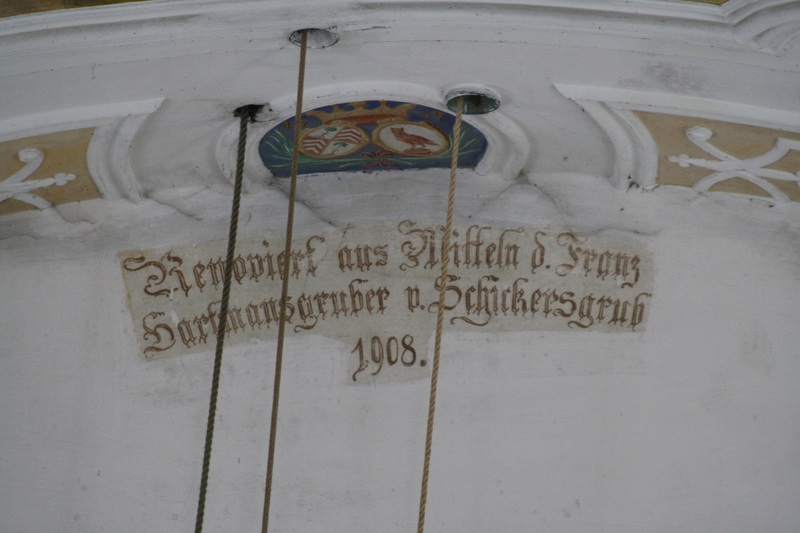 Renoviert aus Mitteln d. Franz
Hartmansgruber v. Schickersgrub
1908.